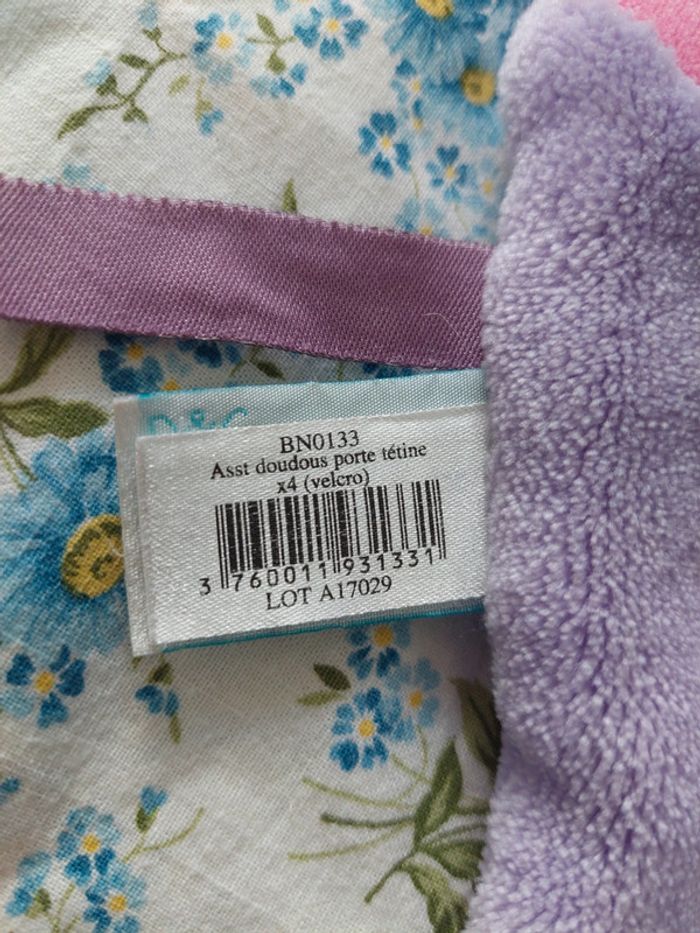 BN0133
Asst doudous porte tétine
x4 (velcro)
3 760011 931331
LOT A17029